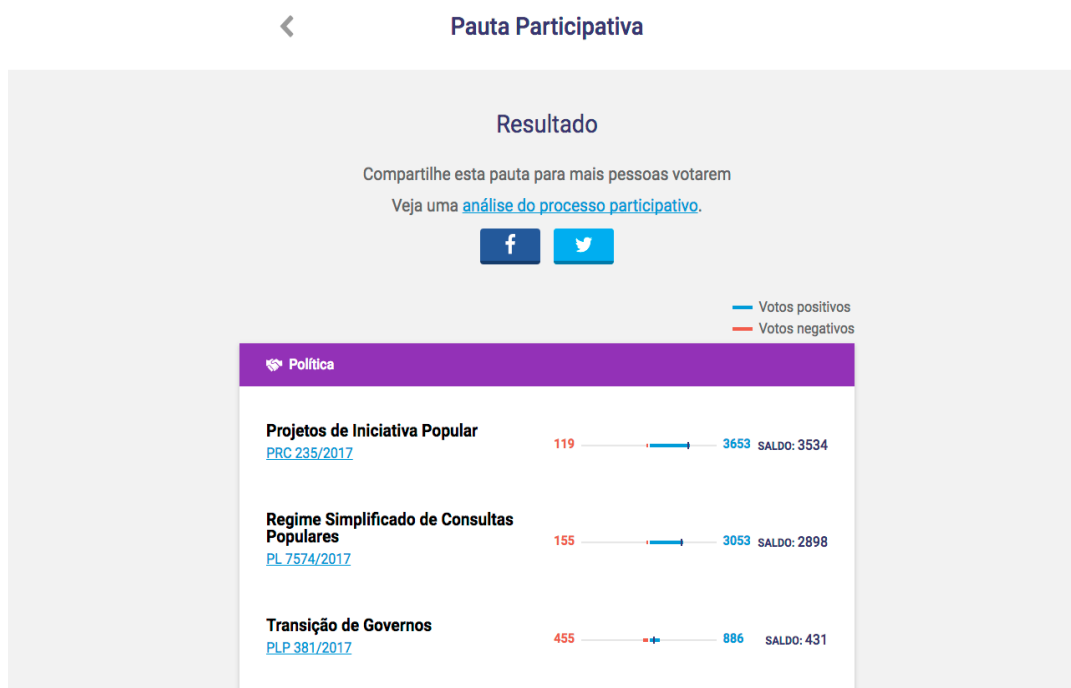 Pauta Participativa
Resultado
Compartilhe esta pauta para mais pessoas votarem
Veja uma análise do processo participativo.
Votos positivos
Votos negativos
Política
Projetos de Iniciativa Popular
PRC 235/2017
119 3653 SALDO: 3534
Regime Simplificado de Consultas
Populares
PL 7574/2017
155 3053 SALDO: 2898
Transição de Governos
PLP 381/2017
455 886 SALDO: 431